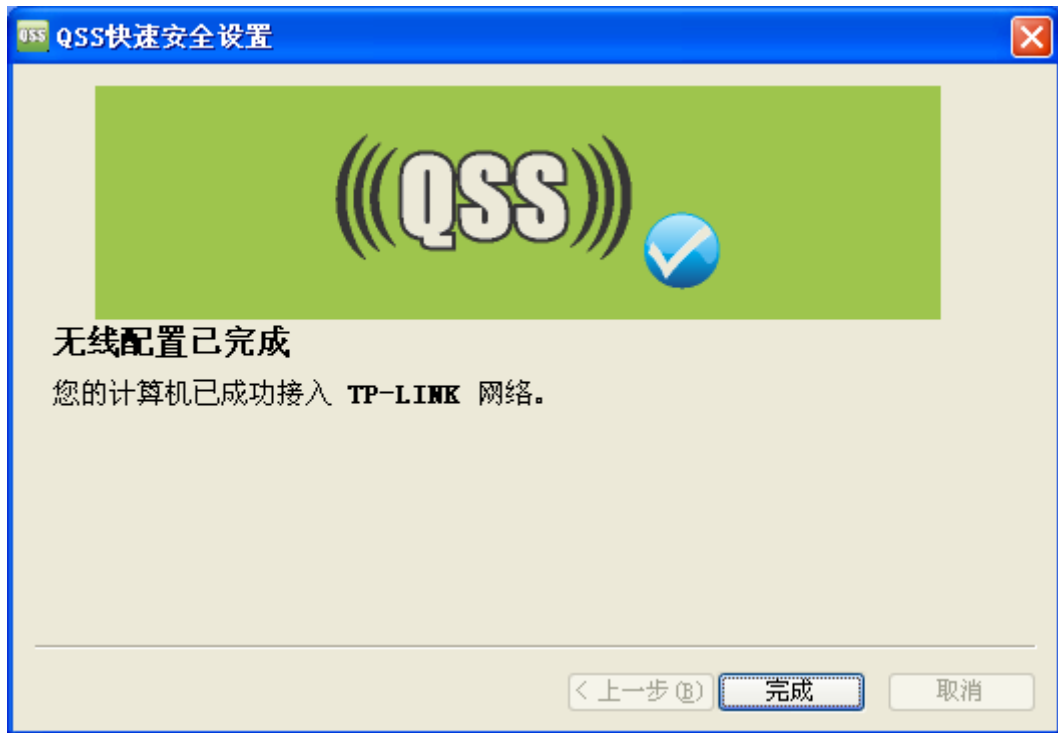 QSS QSS快速安全设置
(((QSS)))
无线配置已完成
您的计算机已成功接入 TP-LINK 网络。
< 上一步(B) 完成 取消